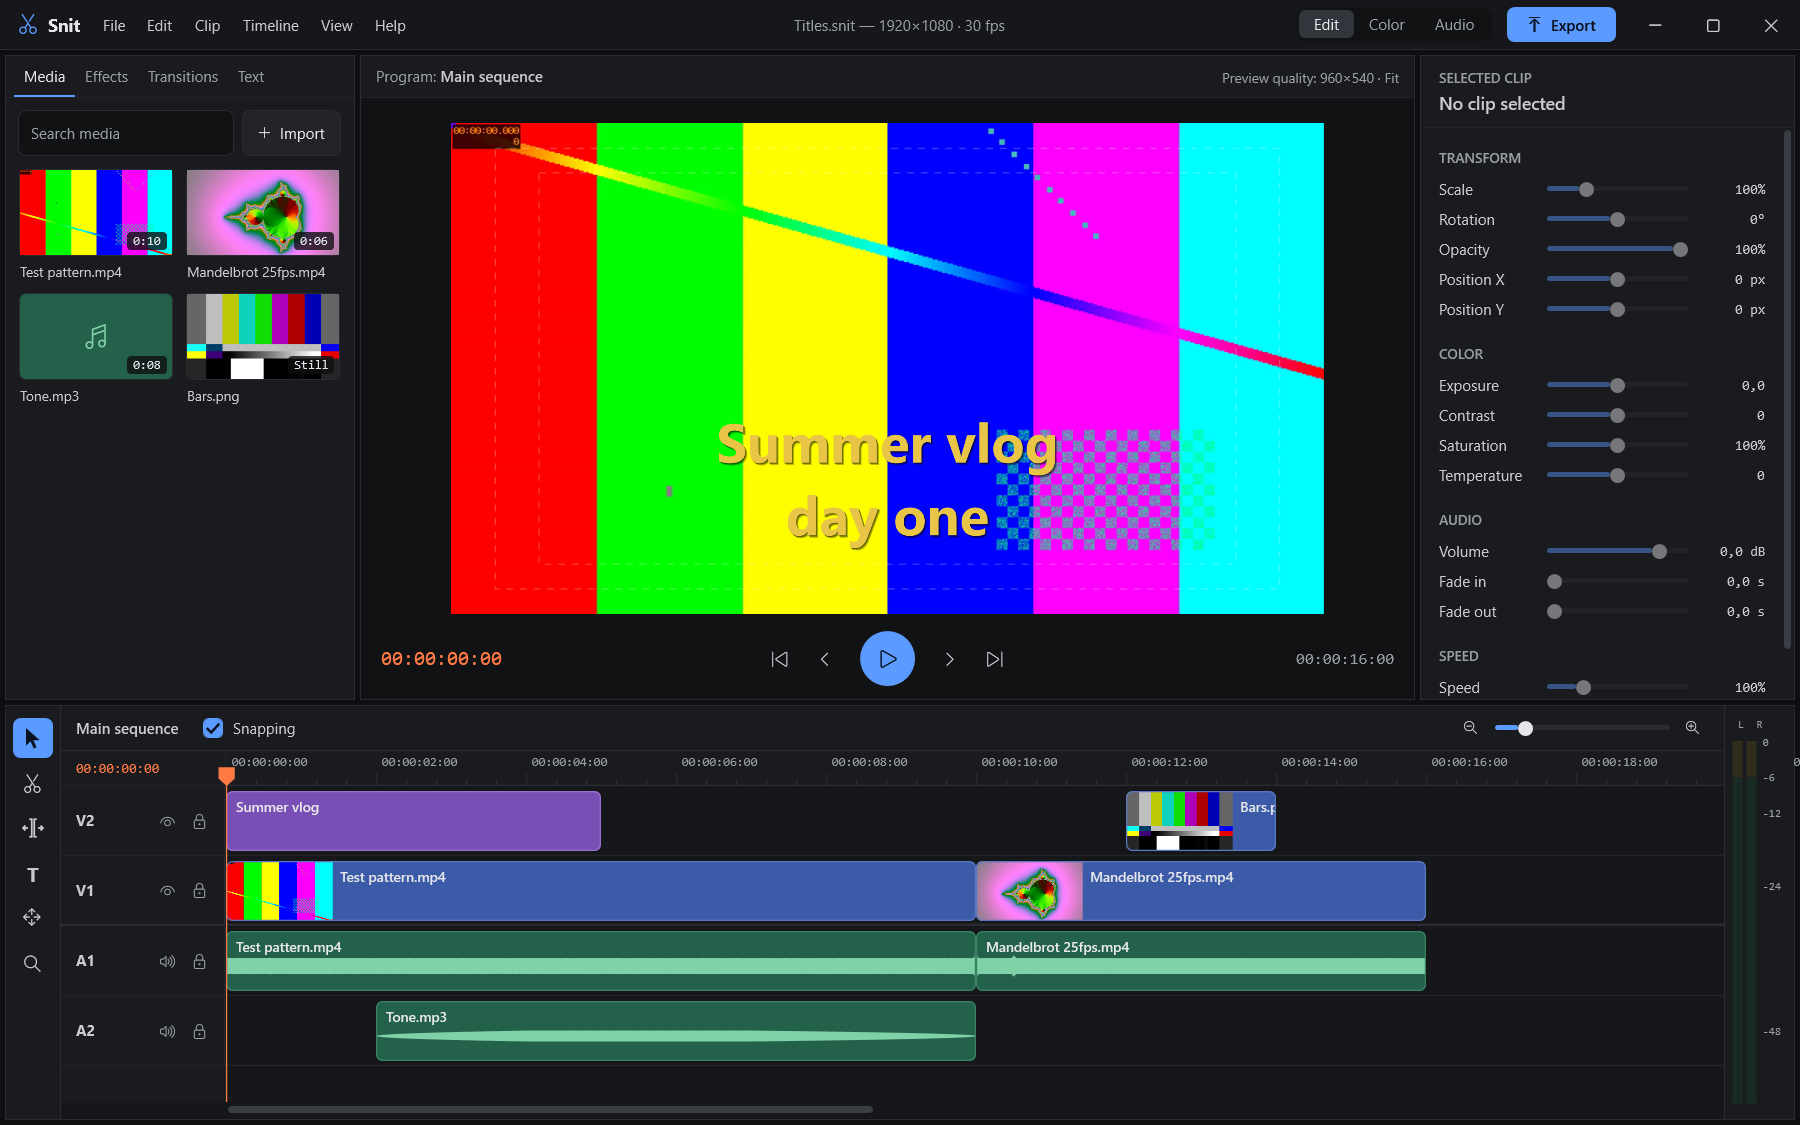 Snit File Edit Clip Timeline View Help
Titles.snit — 1920×1080 · 30 fps
Edit Color Audio
Export
Media Effects Transitions Text
Search media
Import
0:10
0:06
Test pattern.mp4
Mandelbrot 25fps.mp4
0:08
Still
Tone.mp3
Bars.png
Program: Main sequence
Preview quality: 960×540 · Fit
00:00:00.000
0
Summer vlog
day one
00:00:00:00
00:00:16:00
SELECTED CLIP
No clip selected
TRANSFORM
Scale 100%
Rotation 0°
Opacity 100%
Position X 0 px
Position Y 0 px
COLOR
Exposure 0,0
Contrast 0
Saturation 100%
Temperature 0
AUDIO
Volume 0,0 dB
Fade in 0,0 s
Fade out 0,0 s
SPEED
Speed 100%
Main sequence
Snapping
00:00:00:00
00:00:00:00 00:00:02:00 00:00:04:00 00:00:06:00 00:00:08:00 00:00:10:00 00:00:12:00 00:00:14:00 00:00:16:00 00:00:18:00
V2
Summer vlog
Bars.p
V1
Test pattern.mp4
Mandelbrot 25fps.mp4
A1
Test pattern.mp4
Mandelbrot 25fps.mp4
A2
Tone.mp3
T
L R
0
-6
-12
-24
-48